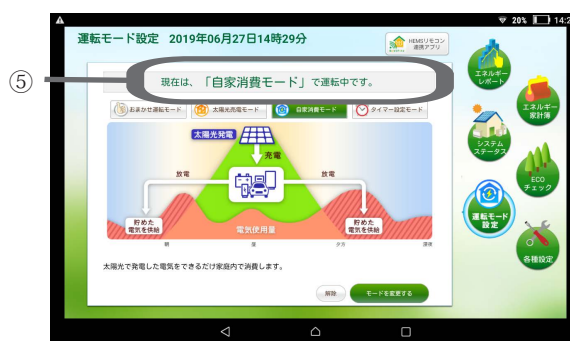 20% 14:2
運転モード設定 2019年06月27日14時29分
HEMSリモコン
連携アプリ
⑤
現在は、「自家消費モード」で運転中です。
おまかせ運転モード 太陽光売電モード 自家消費モード タイマー設定モード
太陽光発電
充電
放電 放電
貯めた
電気を供給
電気使用量
貯めた
電気を供給
朝 昼 夕方 深夜
太陽光で発電した電気をできるだけ家庭内で消費します。
解除 モードを変更する
エネルギー
レポート
エネルギー
家計簿
システム
ステータス
ECO
チェック
運転モード
設定
各種設定